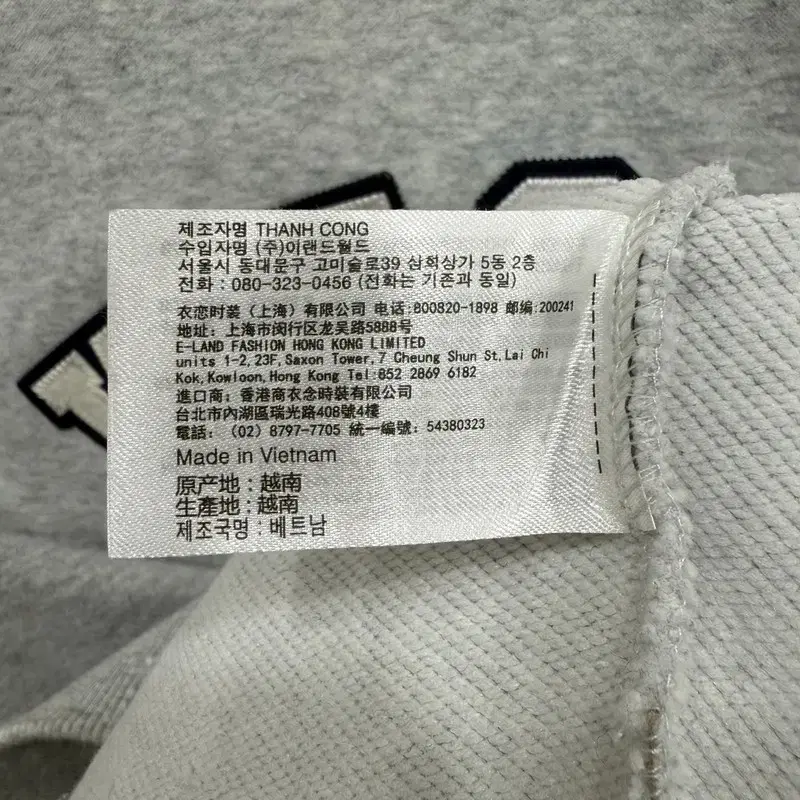 제조자명 THANH CONG
수입자명 (주)이랜드월드
서울시 동대문구 고미술로39 삼희상가 5동 2층
전화 : 080-323-0456 (전화는 기존과 동일)
衣恋时装（上海）有限公司 电话:800820-1898 邮编:200241
地址: 上海市闵行区龙吴路5888号
E-LAND FASHION HONG KONG LIMITED
units 1-2,23F,Saxon Tower,7 Cheung Shun St,Lai Chi
Kok,Kowloon,Hong Kong Tel:852 2869 6182
進口商: 香港商衣念時裝有限公司
台北市內湖區瑞光路408號4樓
電話: (02) 8797-7705 統一編號: 54380323
Made in Vietnam
原产地 : 越南
生產地 : 越南
제조국명 : 베트남